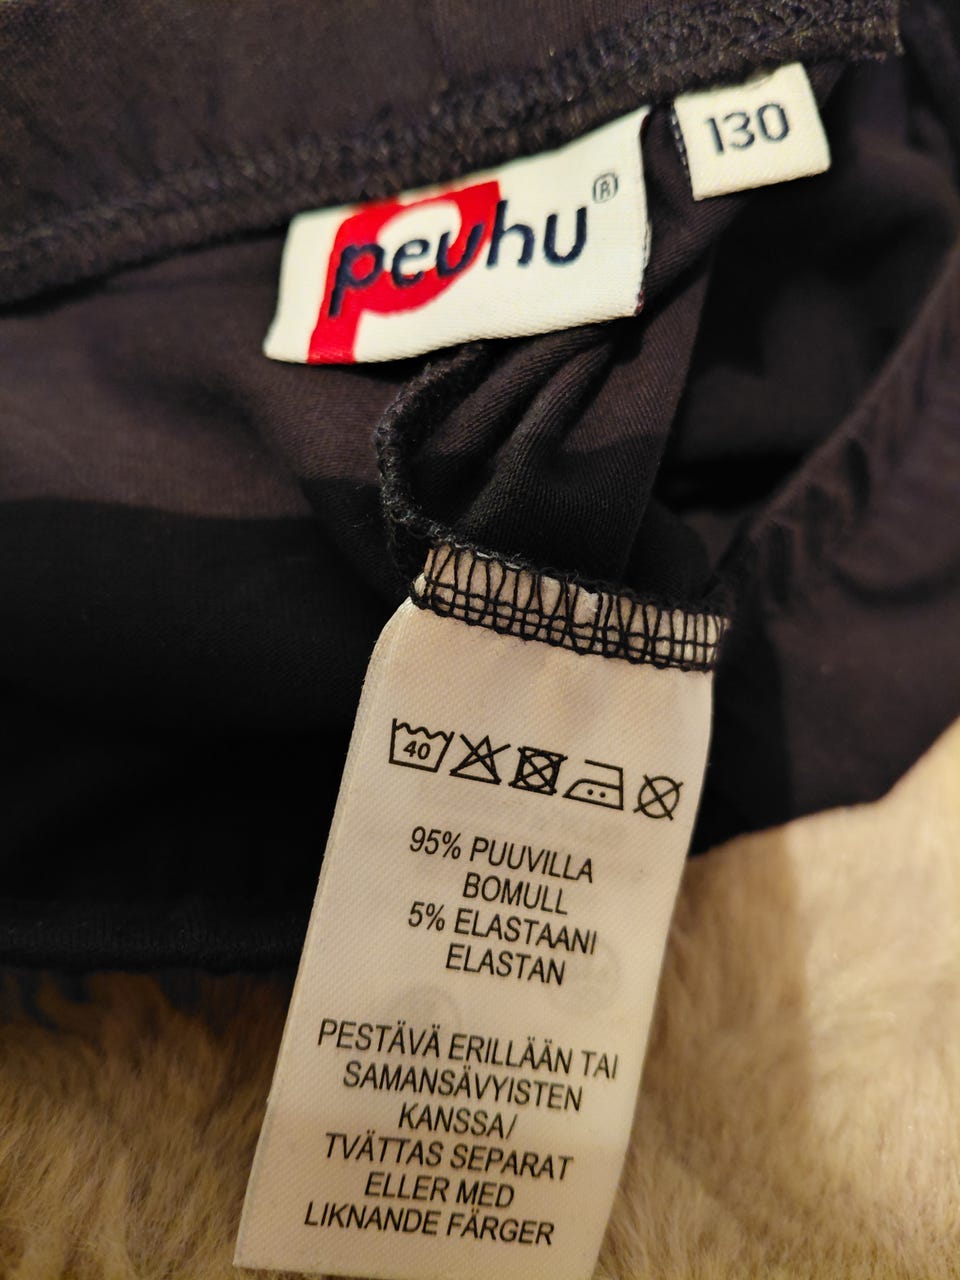 130
peuhu®
40
95% PUUVILLA
BOMULL
5% ELASTAANI
ELASTAN
PESTÄVÄ ERILLÄÄN TAI
SAMANSÄVYISTEN
KANSSA/
TVÄTTAS SEPARAT
ELLER MED
LIKNANDE FÄRGER